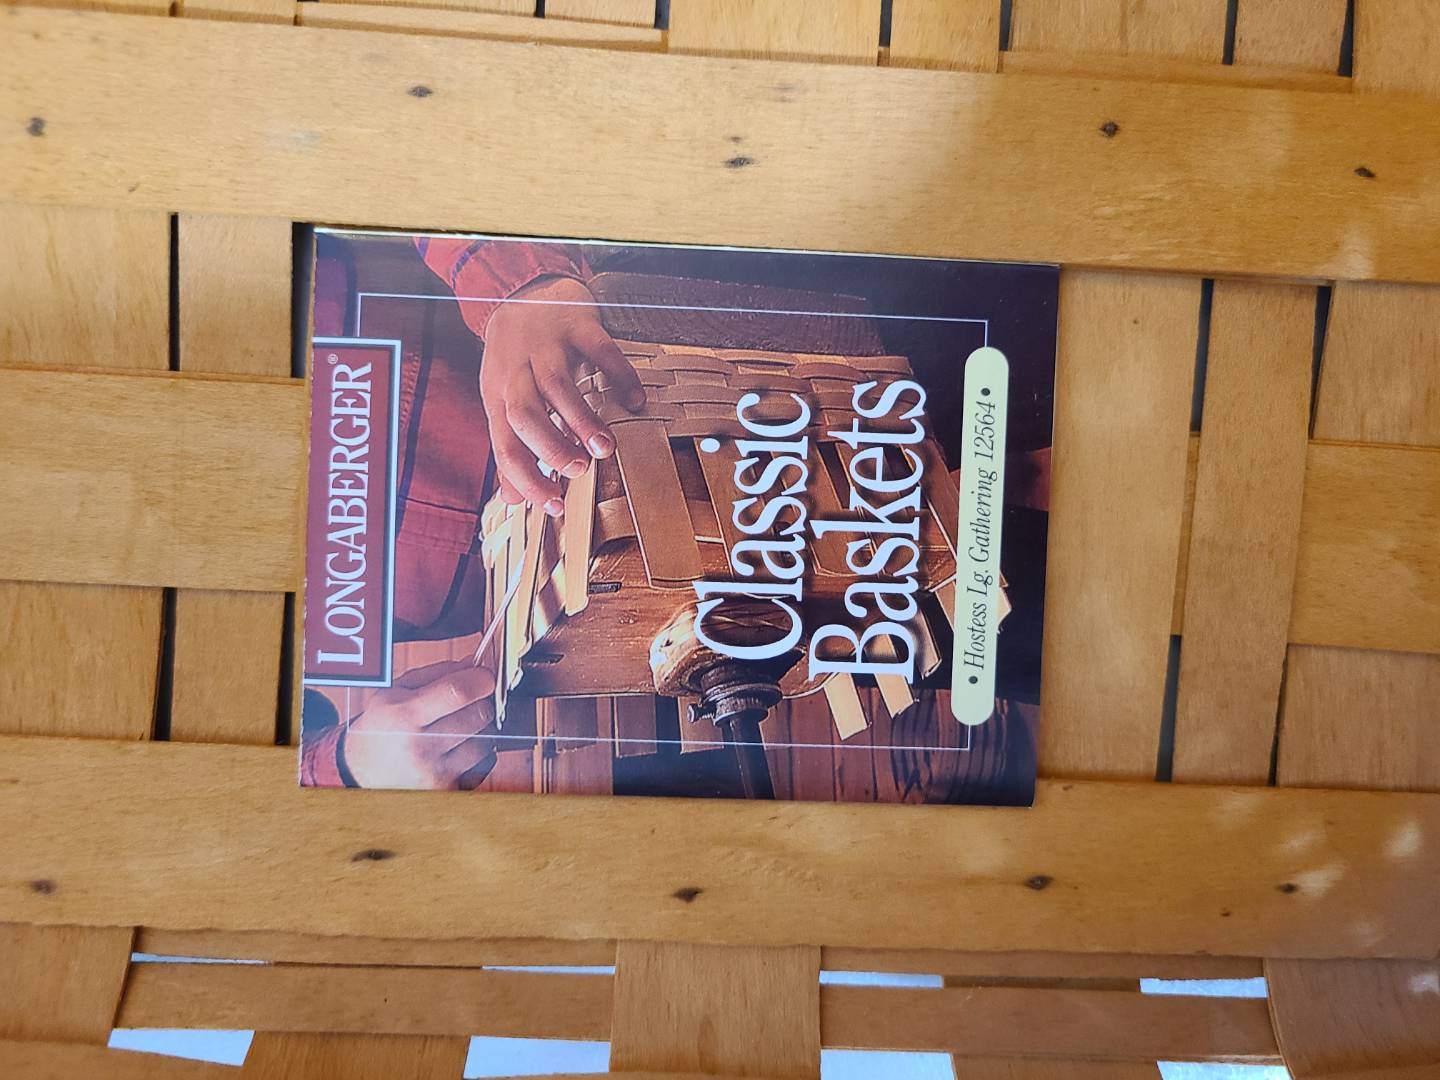 LONGABERGER®
Classic
Baskets
• Hostess Lg. Gathering 12564 •